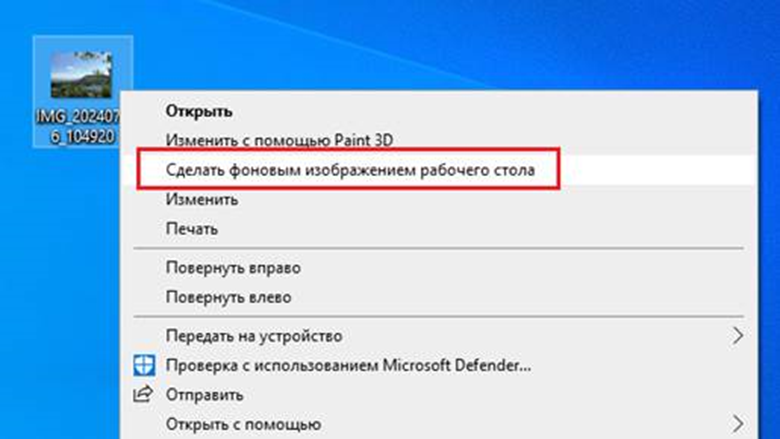 IMG_202407
6_104920
Открыть
Изменить с помощью Paint 3D
Сделать фоновым изображением рабочего стола
Изменить
Печать
Повернуть вправо
Повернуть влево
Передать на устройство
Проверка с использованием Microsoft Defender...
Отправить
Открыть с помощью